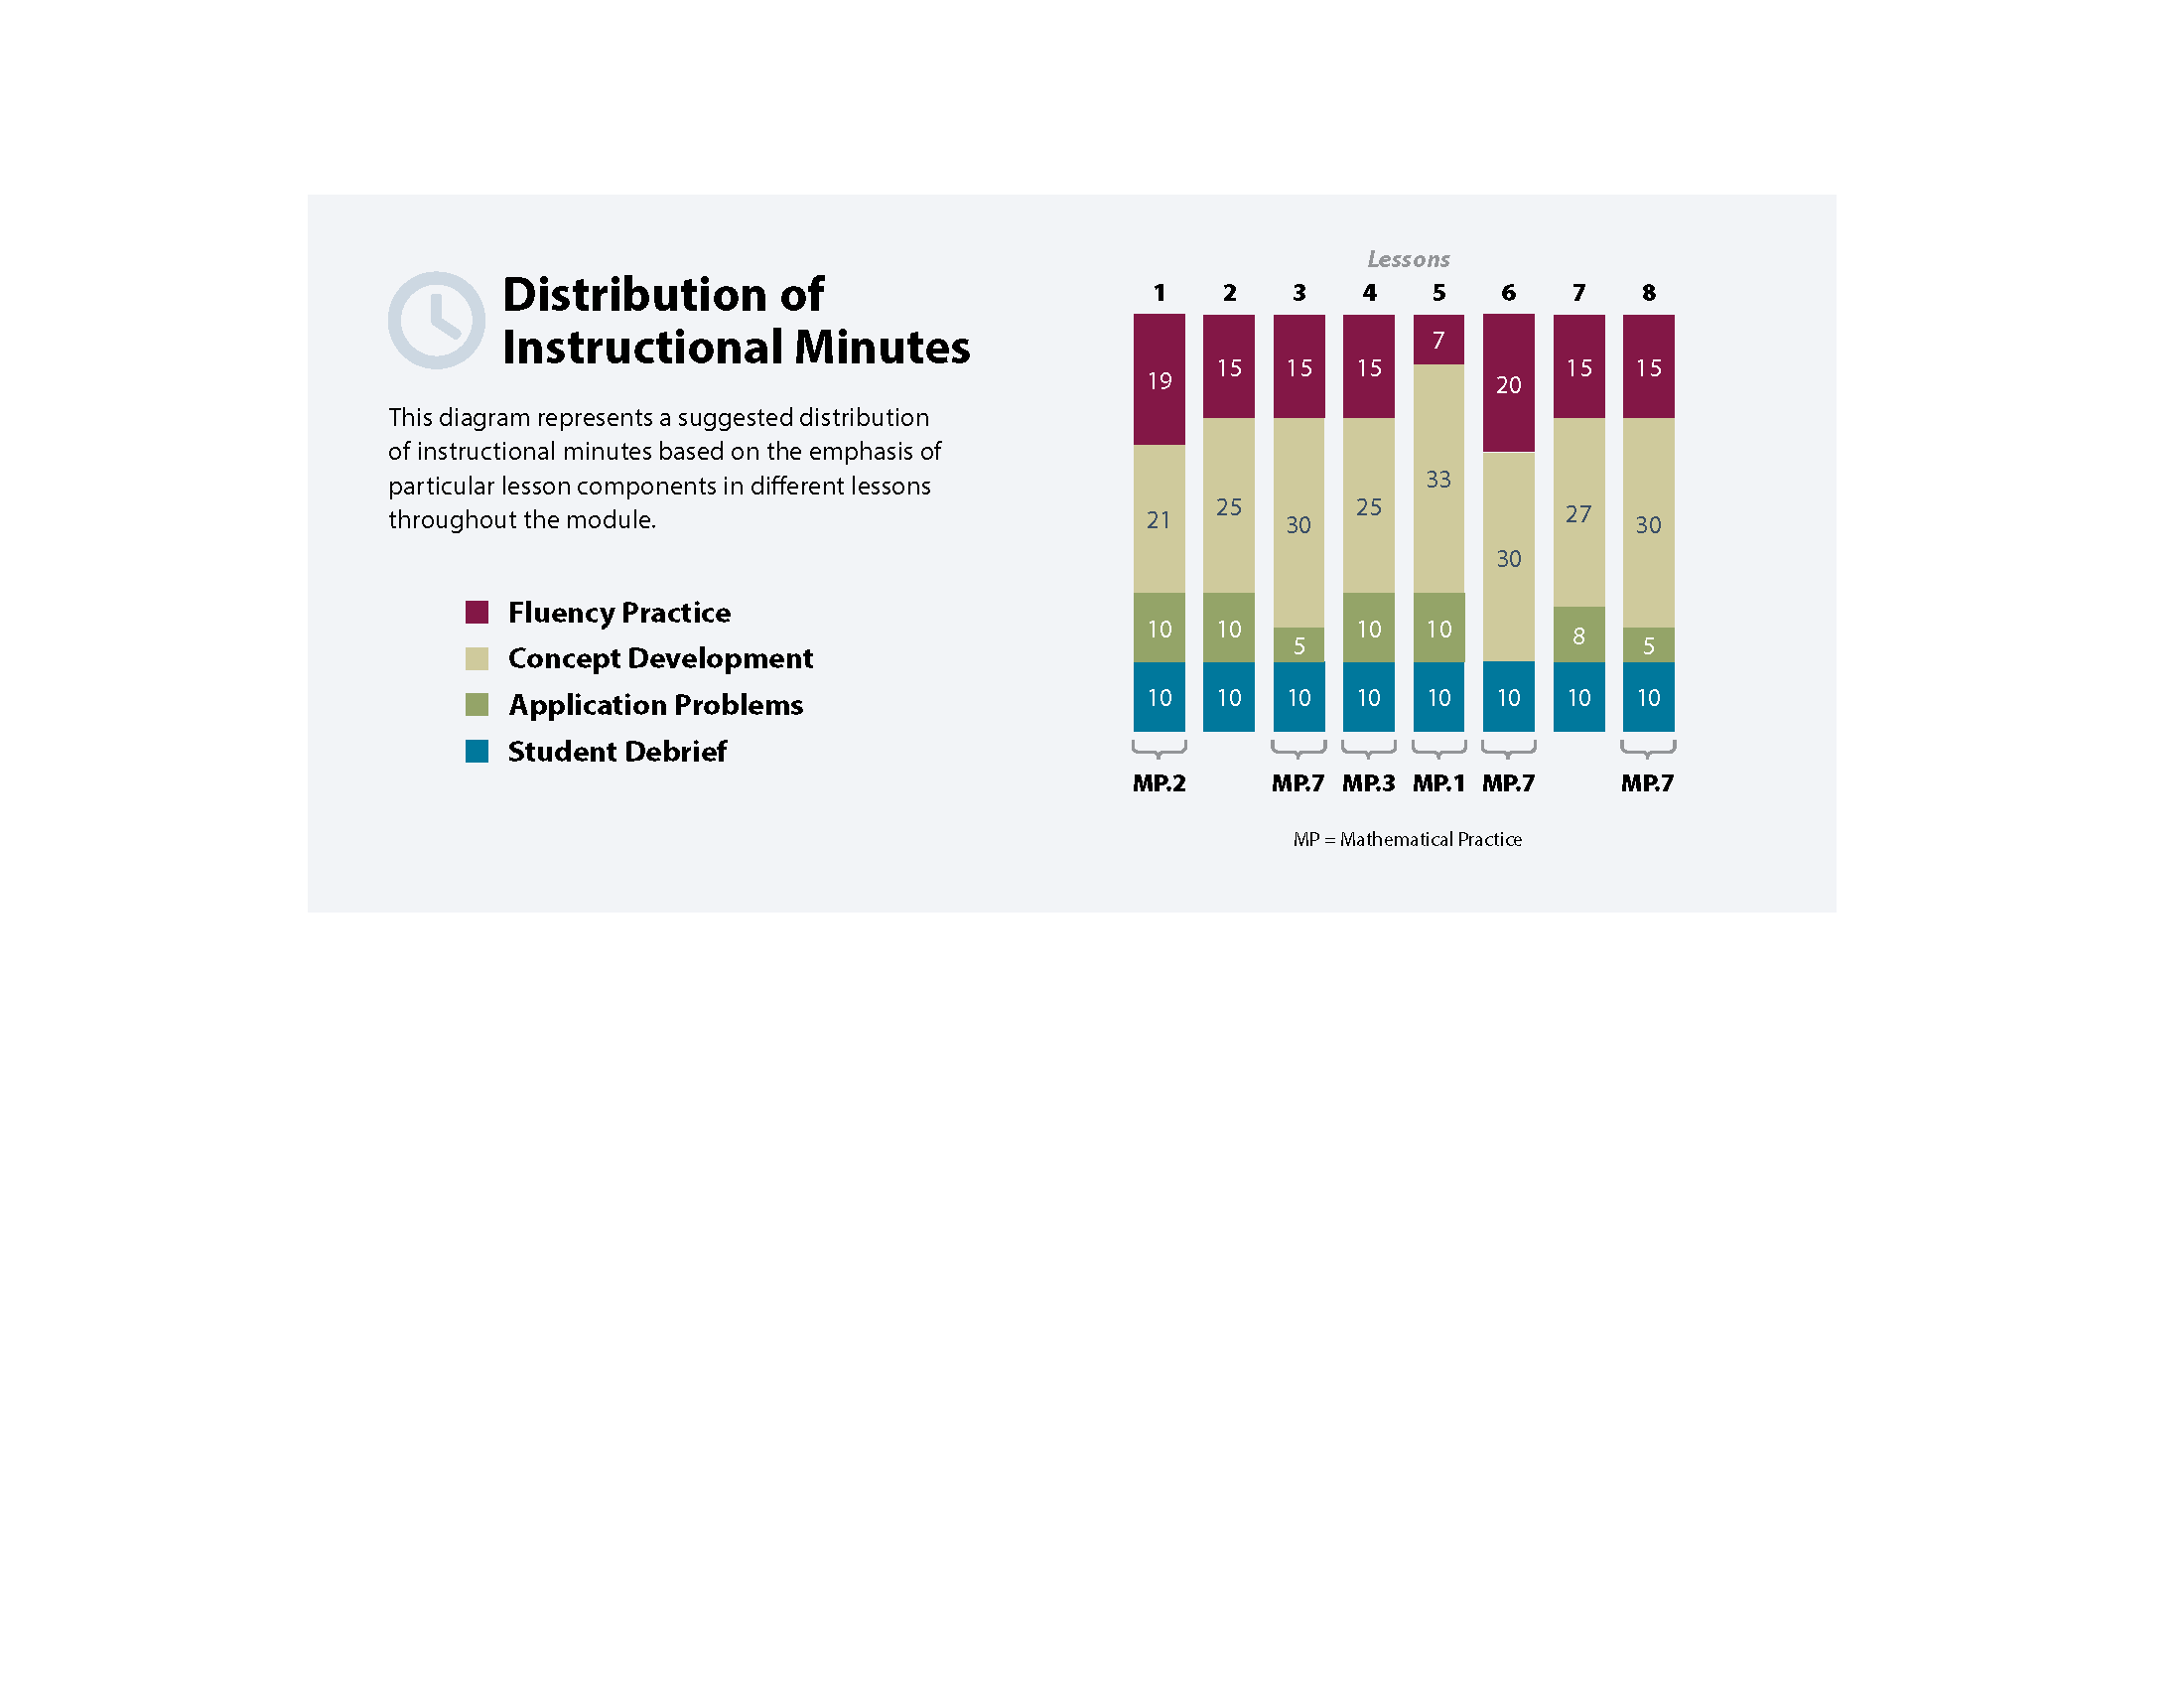 Distribution of
Instructional Minutes
This diagram represents a suggested distribution
of instructional minutes based on the emphasis of
particular lesson components in different lessons
throughout the module.
Fluency Practice
Concept Development
Application Problems
Student Debrief
Lessons
1 2 3 4 5 6 7 8
19 15 15 15 7 20 15 15
21 25 30 25 33 30 27 30
10 10 5 10 10 8 5
10 10 10 10 10 10 10 10
MP.2 MP.7 MP.3 MP.1 MP.7 MP.7
MP = Mathematical Practice